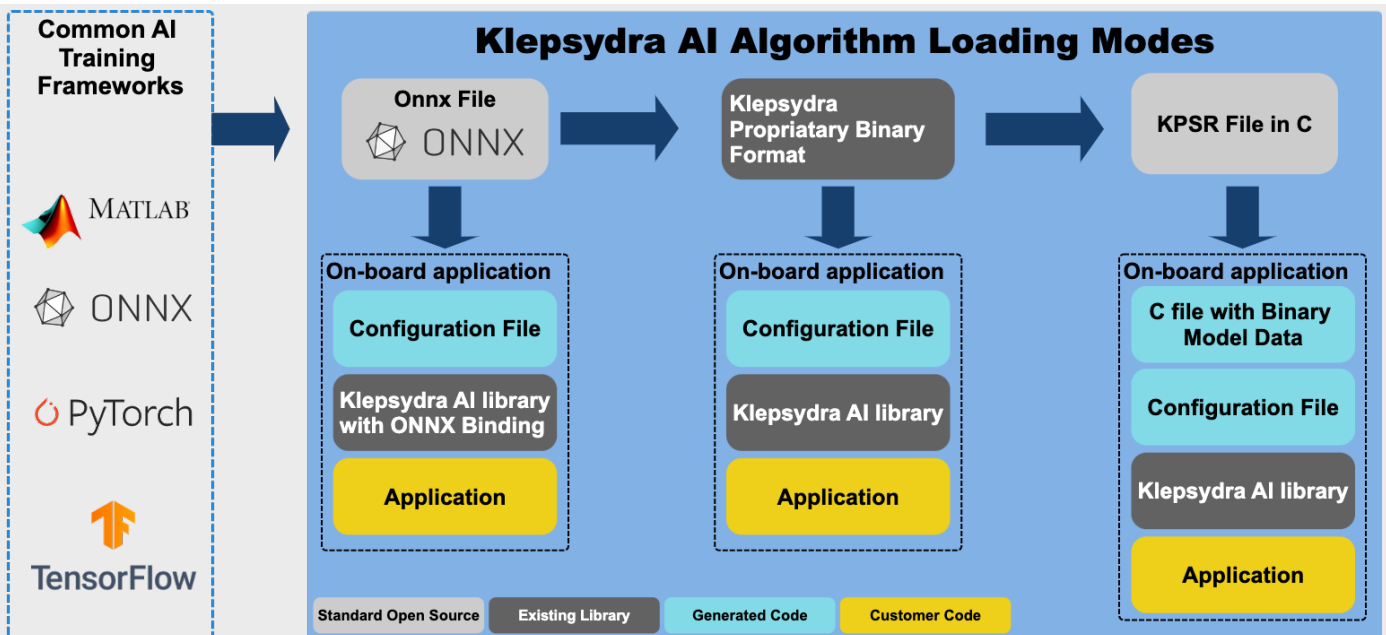 Common AI
Training
Frameworks
MATLAB
ONNX
PyTorch
TensorFlow
Klepsydra AI Algorithm Loading Modes
Onnx File
ONNX
Klepsydra
Propriatary Binary
Format
KPSR File in C
On-board application
Configuration File
Klepsydra AI library
with ONNX Binding
Application
On-board application
Configuration File
Klepsydra AI library
Application
On-board application
C file with Binary
Model Data
Configuration File
Klepsydra AI library
Application
Standard Open Source
Existing Library
Generated Code
Customer Code